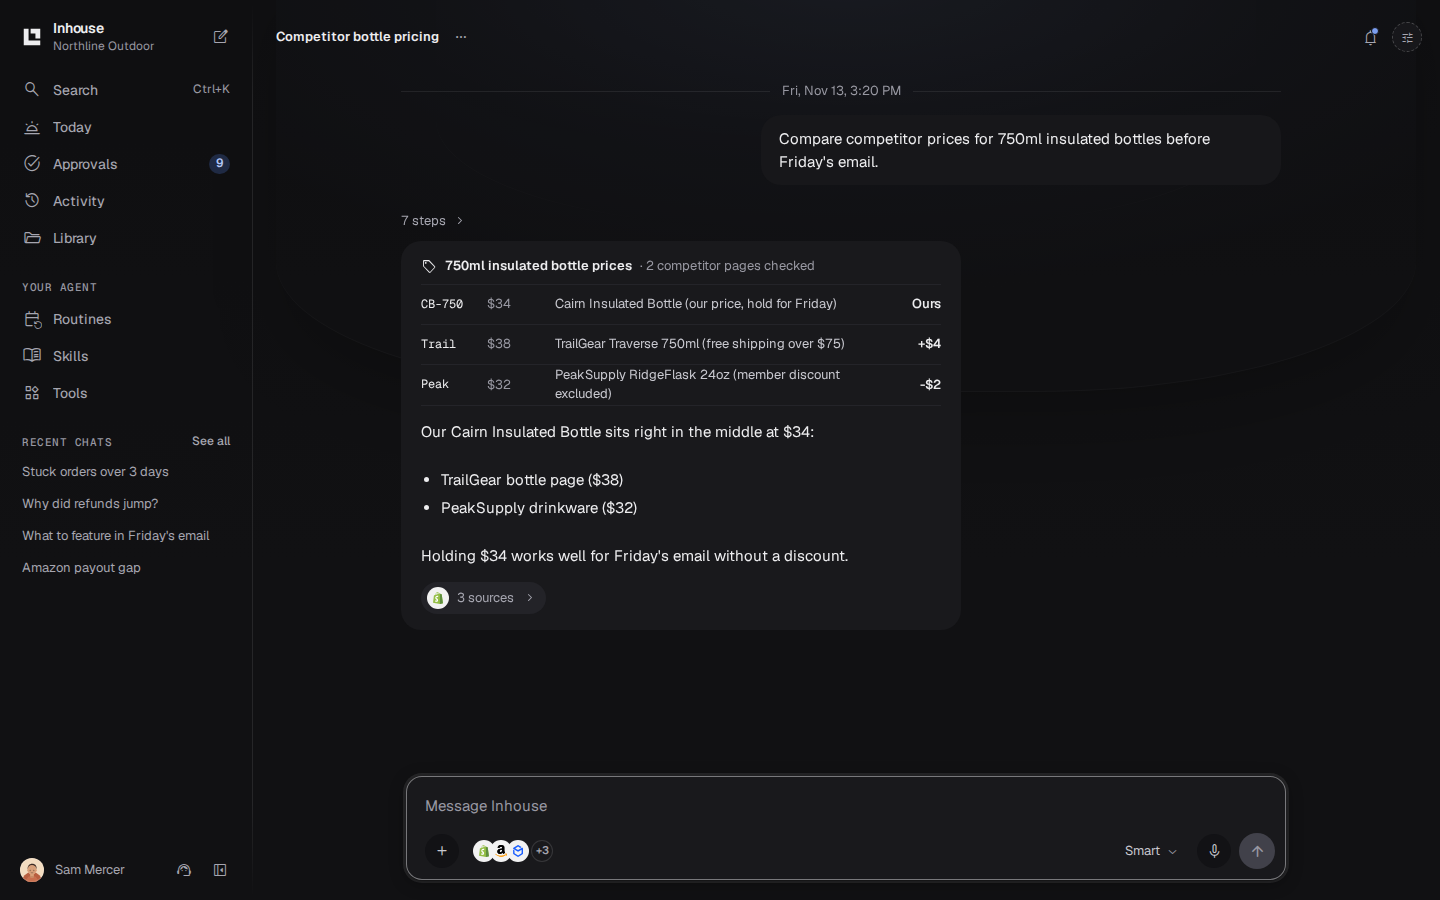 Inhouse
Northline Outdoor
Search Ctrl+K
Today
Approvals 9
Activity
Library
YOUR AGENT
Routines
Skills
Tools
RECENT CHATS See all
Stuck orders over 3 days
Why did refunds jump?
What to feature in Friday's email
Amazon payout gap
Sam Mercer
Competitor bottle pricing ...
Fri, Nov 13, 3:20 PM
Compare competitor prices for 750ml insulated bottles before
Friday's email.
7 steps
750ml insulated bottle prices · 2 competitor pages checked
CB-750 $34 Cairn Insulated Bottle (our price, hold for Friday) Ours
Trail $38 TrailGear Traverse 750ml (free shipping over $75) +$4
Peak $32 PeakSupply RidgeFlask 24oz (member discount
excluded) -$2
Our Cairn Insulated Bottle sits right in the middle at $34:
• TrailGear bottle page ($38)
• PeakSupply drinkware ($32)
Holding $34 works well for Friday's email without a discount.
3 sources
Message Inhouse
+3
Smart